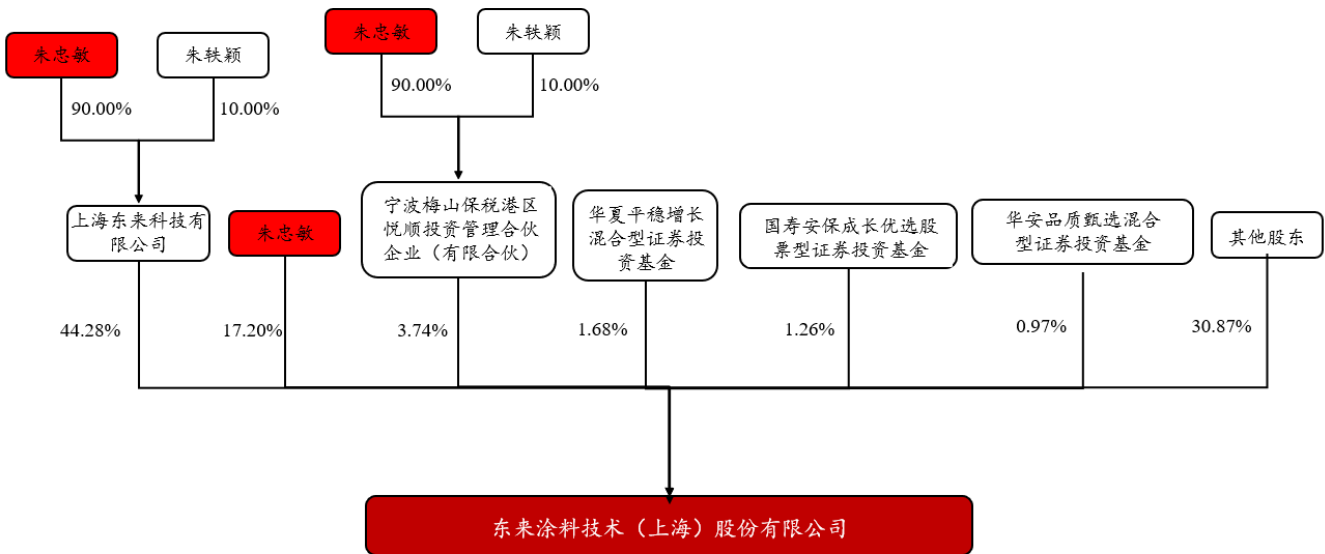 朱忠敏
朱轶颖
朱忠敏
朱轶颖
90.00%
10.00%
90.00%
10.00%
上海东来科技有
限公司
朱忠敏
宁波梅山保税港区
悦顺投资管理合伙
企业（有限合伙）
华夏平稳增长
混合型证券投
资基金
国寿安保成长优选股
票型证券投资基金
华安品质甄选混合
型证券投资基金
其他股东
44.28%
17.20%
3.74%
1.68%
1.26%
0.97%
30.87%
东来涂料技术（上海）股份有限公司